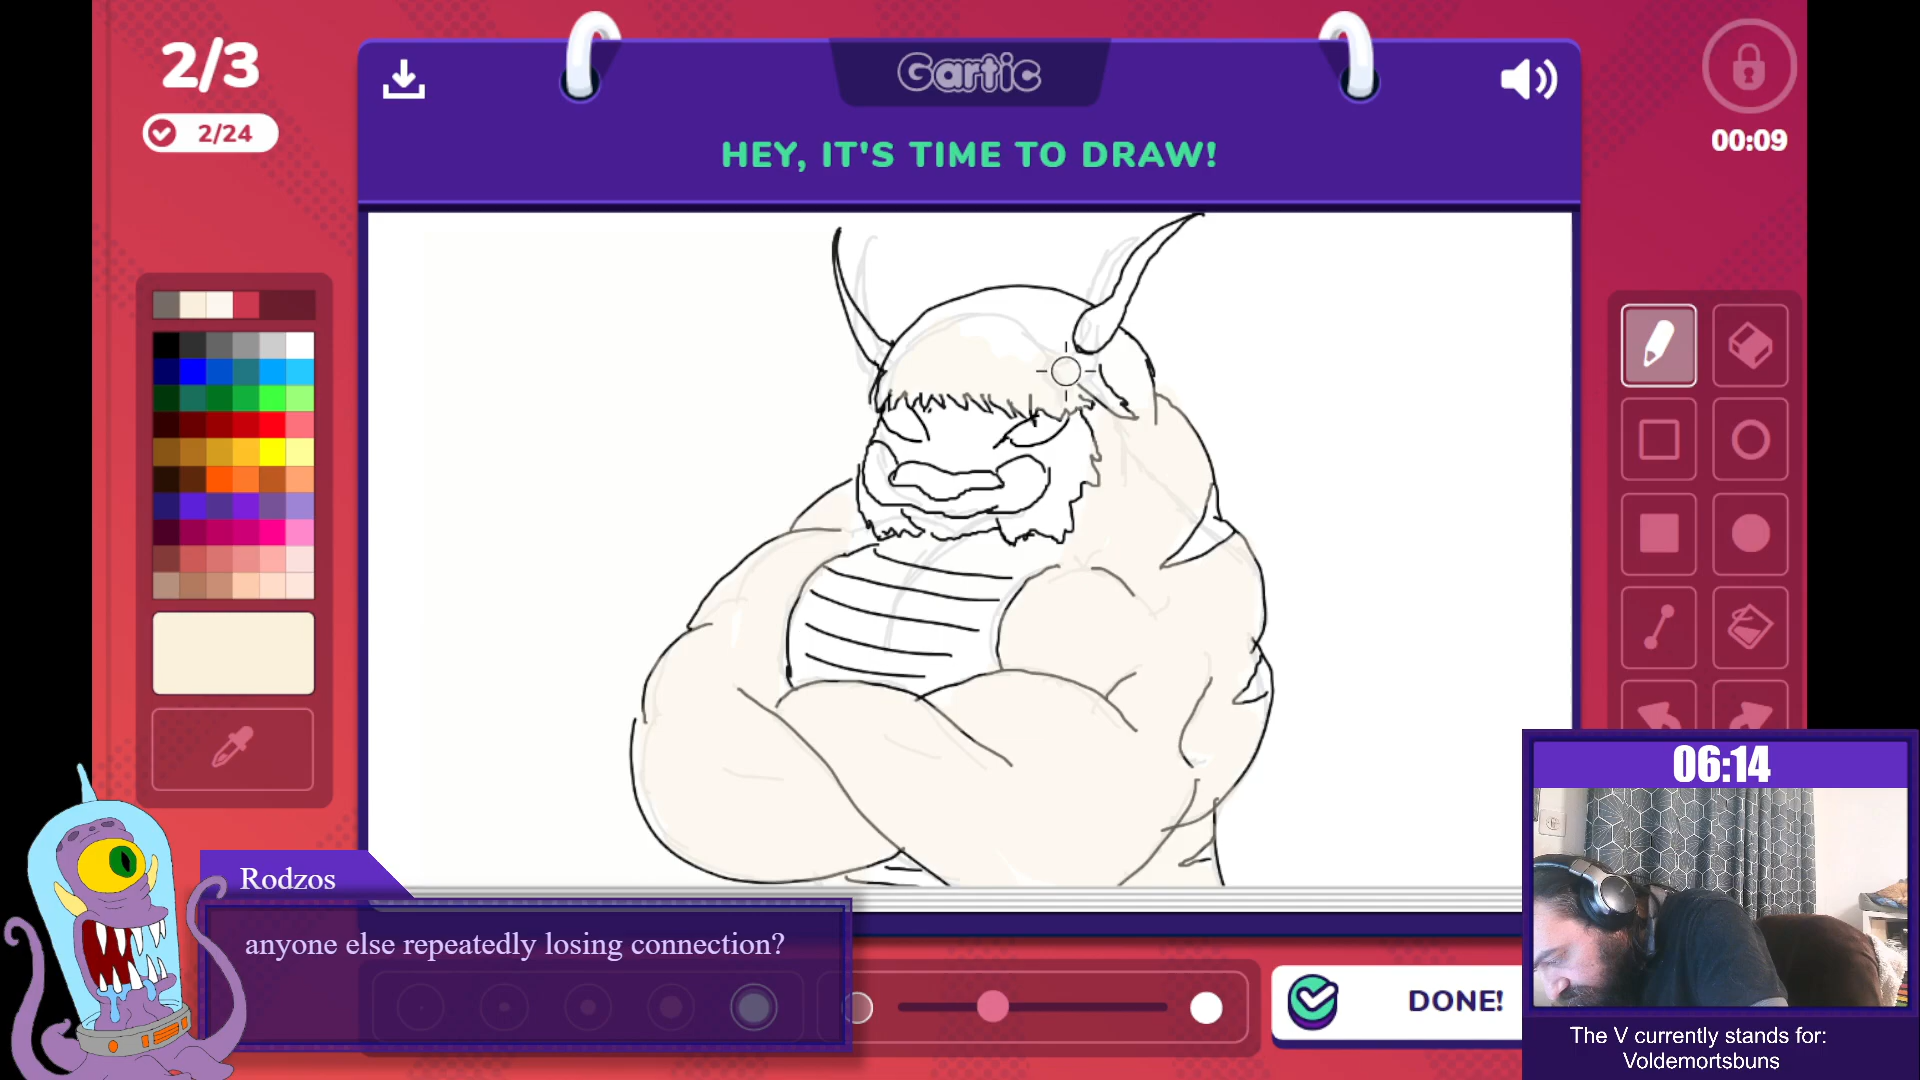 2/3
2/24
Gartic
HEY, IT'S TIME TO DRAW!
00:09
Rodzos
anyone else repeatedly losing connection?
DONE!
06:14
The V currently stands for:
Voldemortsbuns